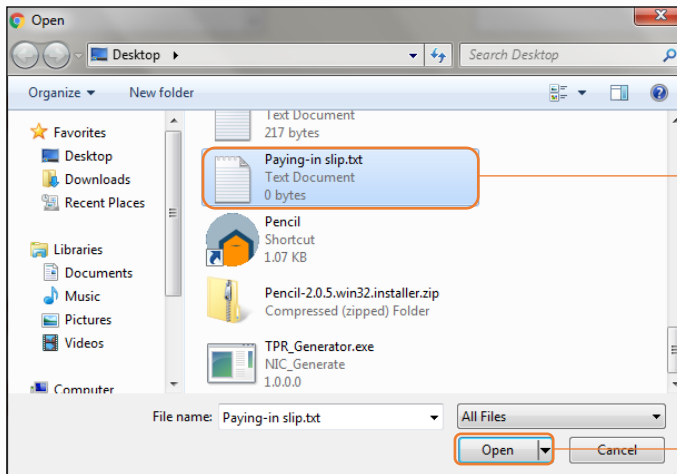 Open
Desktop
Search Desktop
Organize
New folder
Favorites
Desktop
Downloads
Recent Places
Libraries
Documents
Music
Pictures
Videos
Computer
Text Document
217 bytes
Paying-in slip.txt
Text Document
0 bytes
Pencil
Shortcut
1.07 KB
Pencil-2.0.5.win32.installer.zip
Compressed (zipped) Folder
TPR_Generator.exe
NIC_Generate
1.0.0.0
File name: Paying-in slip.txt
All Files
Open
Cancel